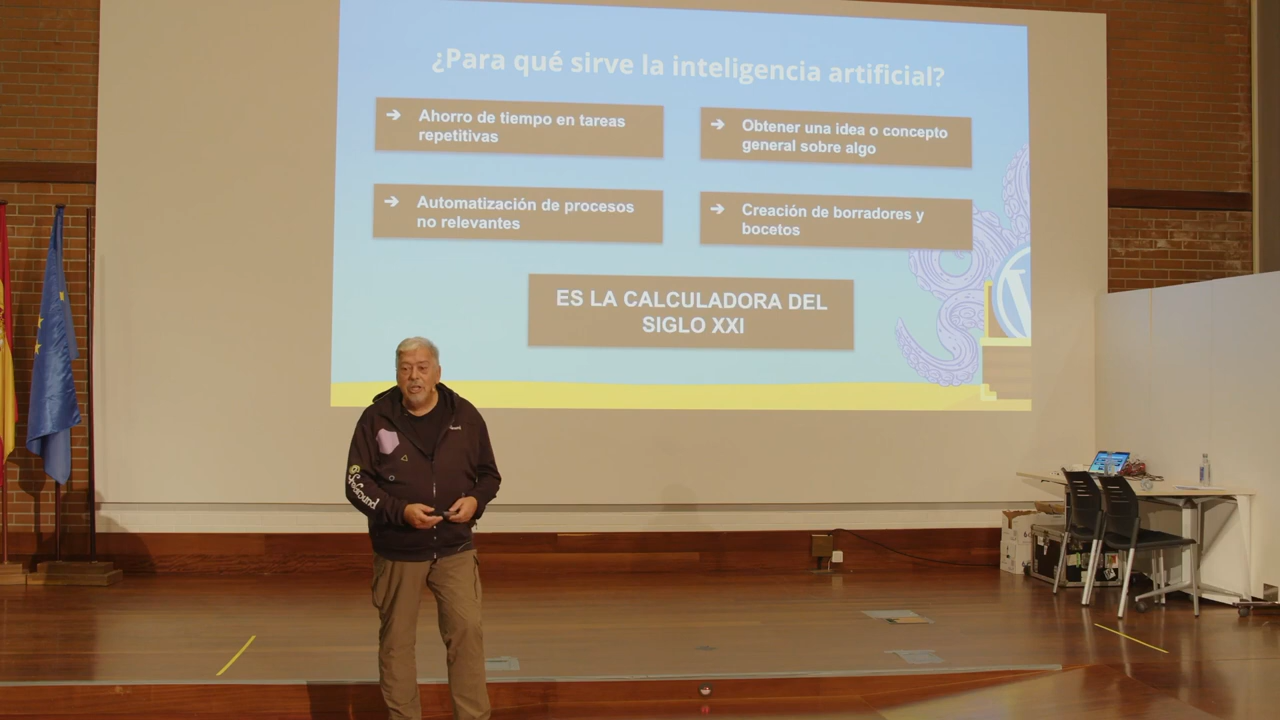 ¿Para qué sirve la inteligencia artificial?
➔ Ahorro de tiempo en tareas
repetitivas
➔ Obtener una idea o concepto
general sobre algo
➔ Automatización de procesos
no relevantes
➔ Creación de borradores y
bocetos
ES LA CALCULADORA DEL
SIGLO XXI
SiteGround